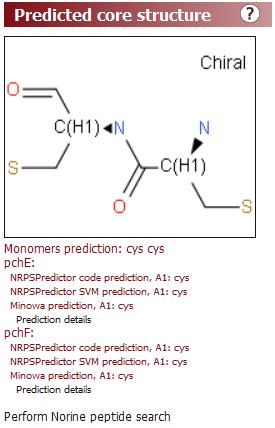 Predicted core structure ?
Chiral
O
C(H1) N N
S C(H1)
O S
Monomers prediction: cys cys
pchE:
NRPSPredictor code prediction, A1: cys
NRPSPredictor SVM prediction, A1: cys
Minowa prediction, A1: cys
Prediction details
pchF:
NRPSPredictor code prediction, A1: cys
NRPSPredictor SVM prediction, A1: cys
Minowa prediction, A1: cys
Prediction details
Perform Norine peptide search